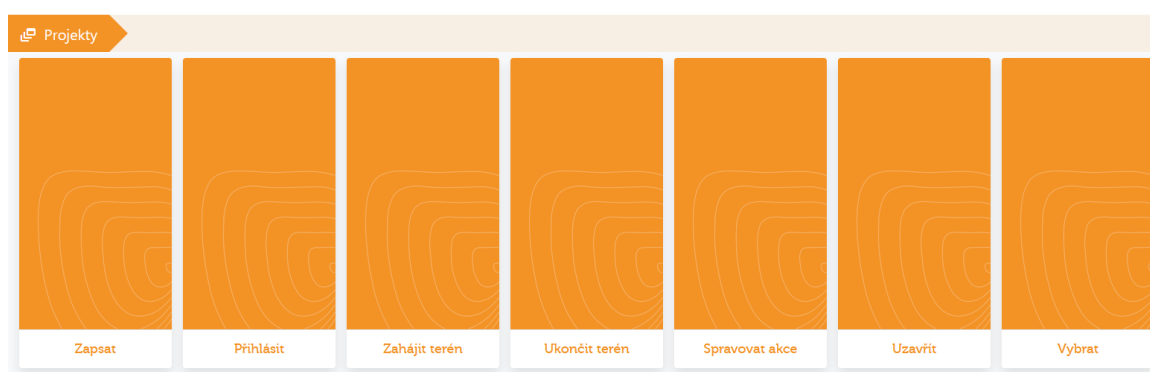 Projekty
Zapsat
Přihlásit
Zahájit terén
Ukončit terén
Spravovat akce
Uzavřít
Vybrat